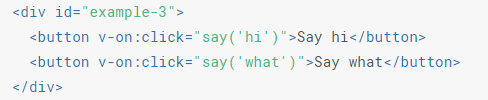 <div id="example-3">
  <button v-on:click="say('hi')">Say hi</button>
  <button v-on:click="say('what')">Say what</button>
</div>